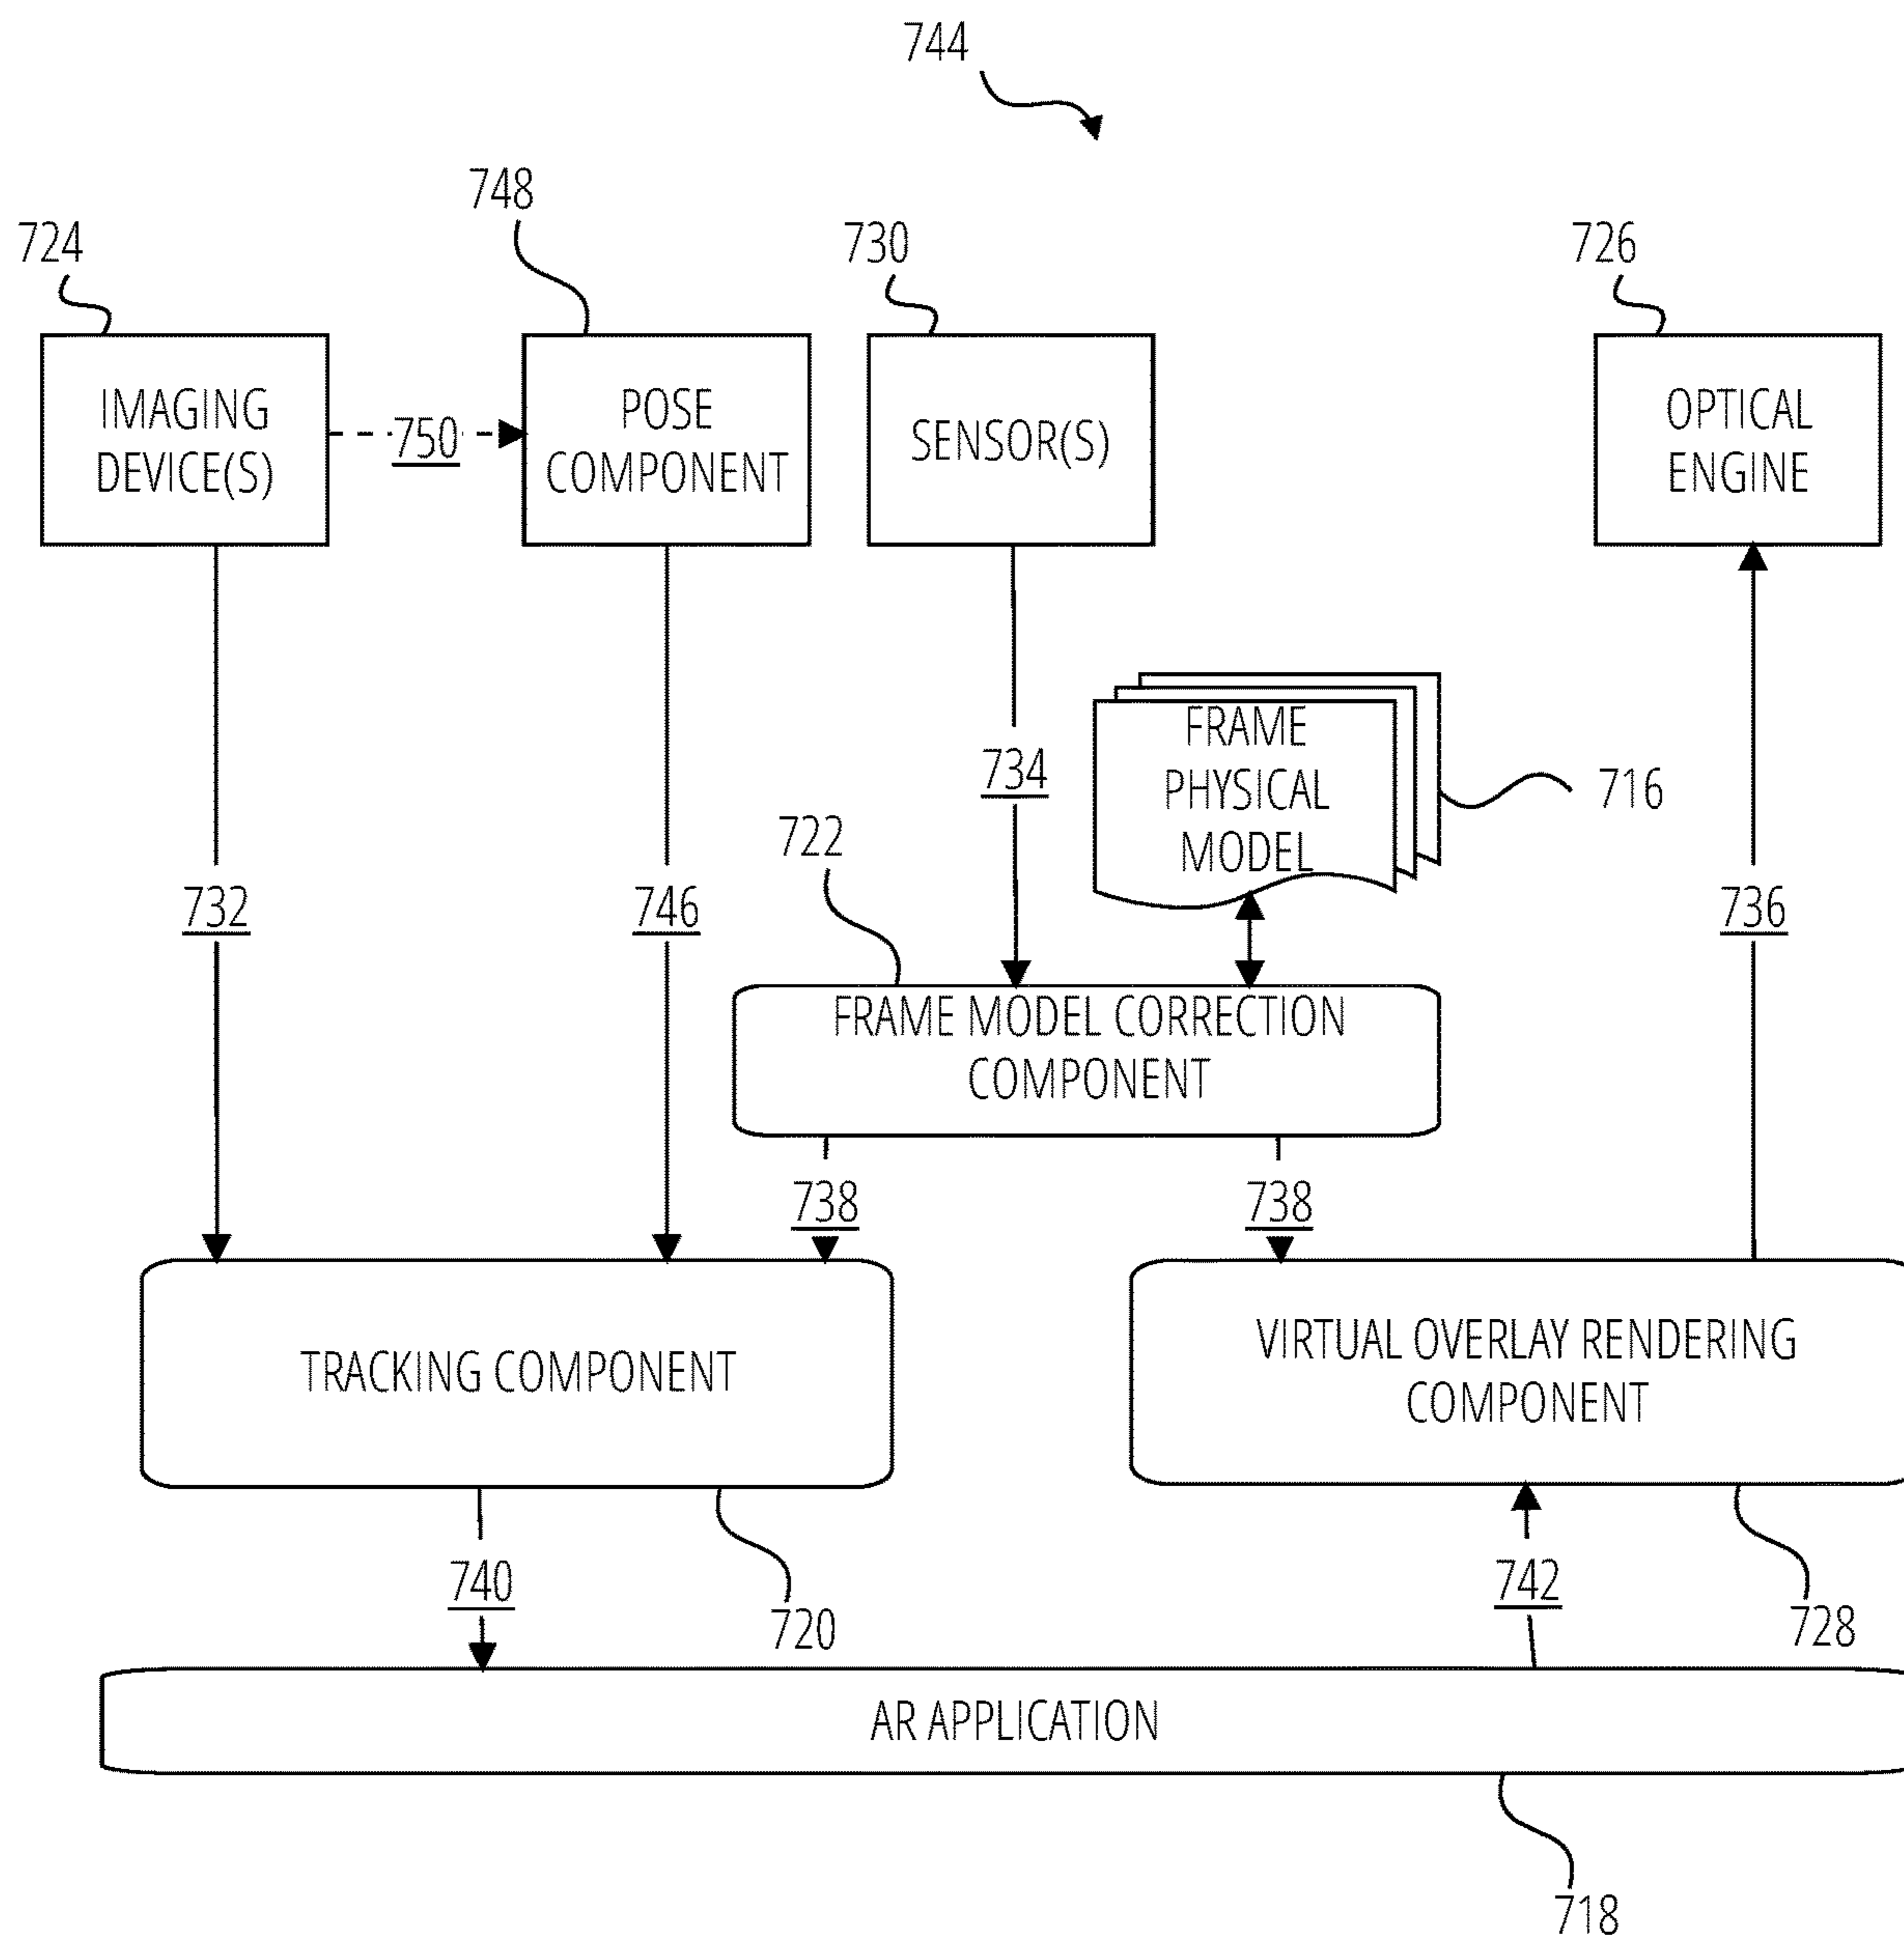 744
748
724
730
726
IMAGING
DEVICE(S)
750
POSE
COMPONENT
SENSOR(S)
OPTICAL
ENGINE
FRAME
PHYSICAL
MODEL
734
716
722
732
746
736
FRAME MODEL CORRECTION
COMPONENT
738
738
TRACKING COMPONENT
VIRTUAL OVERLAY RENDERING
COMPONENT
740
720
742
728
AR APPLICATION
718